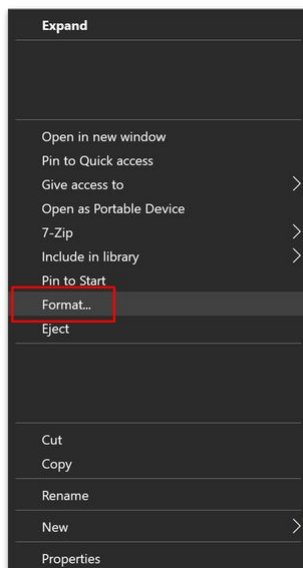 Expand
Open in new window
Pin to Quick access
Give access to
Open as Portable Device
7-Zip
Include in library
Pin to Start
Format...
Eject
Cut
Copy
Rename
New
Properties